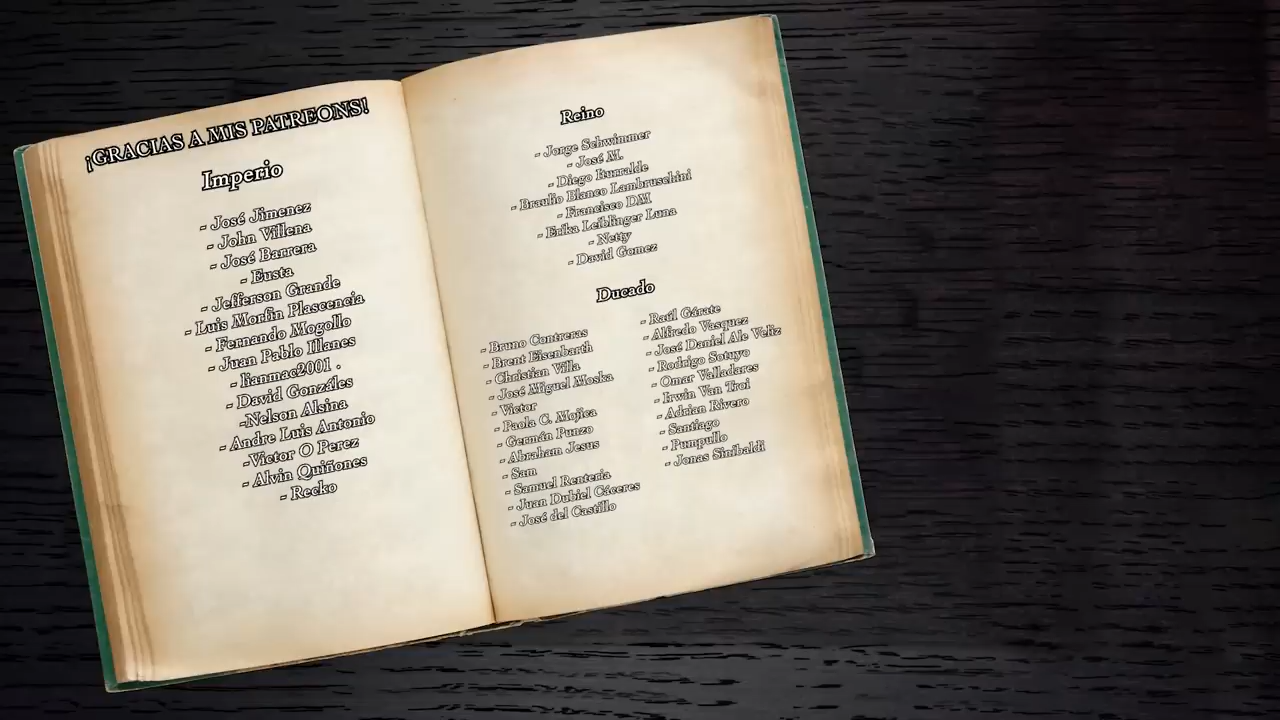 ¡GRACIAS A MIS PATREONS!
Imperio
- José Jimenez
- John Villena
- José Barrera
- Eusta
- Jefferson Grande
- Luis Morfin Plascencia
- Fernando Mogollo
- Juan Pablo Illanes
- lianmac2001 .
- David Gonzáles
-Nelson Alsina
- Andre Luis Antonio
-Victor O Perez
- Alvin Quiñones
- Recko
Reino
- Jorge Schwimmer
- José M.
- Diego Iturralde
- Braulio Blanco Lambruschini
- Francisco DM
- Erika Leiblinger Luna
- Netty
- David Gomez
Ducado
- Bruno Contreras
- Brent Eisenbarth
- Christian Villa
- José Miguel Moska
- Victor
- Paola C. Mojica
- Germán Punzo
- Abraham Jesus
- Sam
- Samuel Renteria
- Juan Dubiel Cáceres
- José del Castillo
- Raúl Gárate
- Alfredo Vasquez
- José Daniel Ale Veliz
- Rodrigo Sotuyo
- Omar Valladares
- Irwin Van Troi
- Adrian Rivero
- Santiago
- Pumpullo
- Jonas Sinibaldi